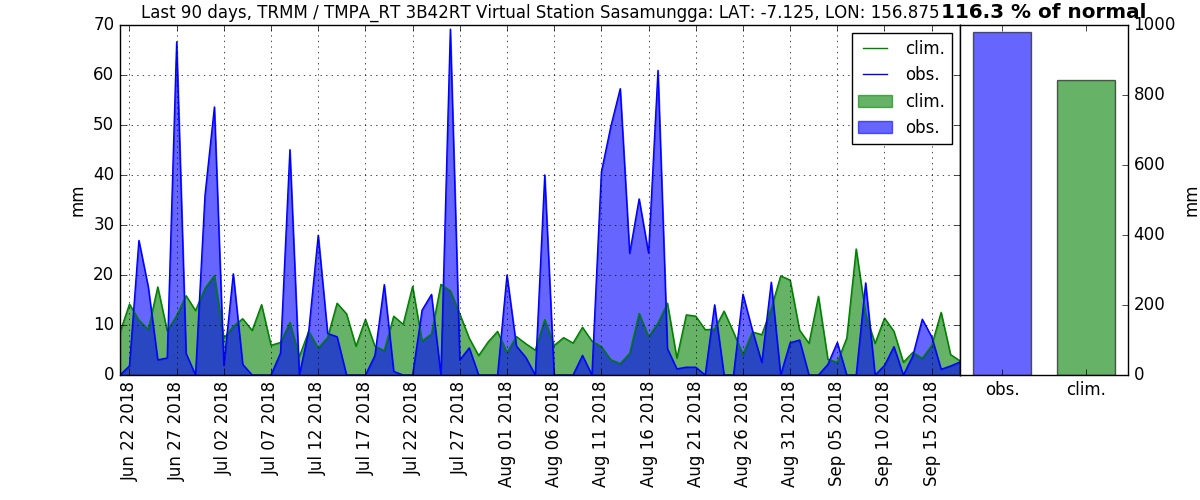 Last 90 days, TRMM / TMPA_RT 3B42RT Virtual Station Sasamungga: LAT: -7.125, LON: 156.875
116.3 % of normal
70
60
50
40
30
20
10
0
mm
clim.
obs.
clim.
obs.
Jun 22 2018
Jun 27 2018
Jul 02 2018
Jul 07 2018
Jul 12 2018
Jul 17 2018
Jul 22 2018
Jul 27 2018
Aug 01 2018
Aug 06 2018
Aug 11 2018
Aug 16 2018
Aug 21 2018
Aug 26 2018
Aug 31 2018
Sep 05 2018
Sep 10 2018
Sep 15 2018
obs.
clim.
1000
800
600
400
200
0
mm